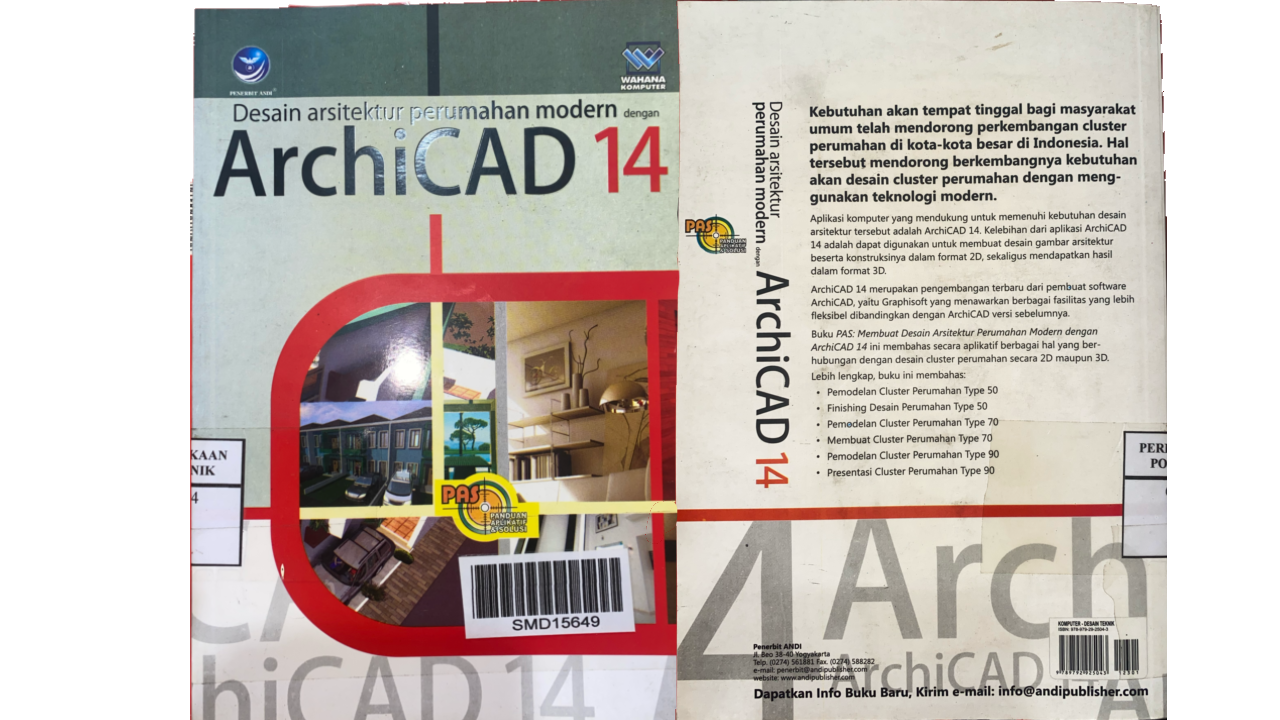 PENERBIT ANDI
WAHANA
KOMPUTER
Desain arsitektur perumahan modern dengan
ArchiCAD 14
PAS
PANDUAN
APLIKATIF
& SOLUSI
SMD15649
KAAN
NIK
4
hiCAD 14
Desain arsitektur
perumahan modern dengan
ArchiCAD 14
PAS
PANDUAN
APLIKATIF
& SOLUSI
Kebutuhan akan tempat tinggal bagi masyarakat
umum telah mendorong perkembangan cluster
perumahan di kota-kota besar di Indonesia. Hal
tersebut mendorong berkembangnya kebutuhan
akan desain cluster perumahan dengan meng-
gunakan teknologi modern.
Aplikasi komputer yang mendukung untuk memenuhi kebutuhan desain
arsitektur tersebut adalah ArchiCAD 14. Kelebihan dari aplikasi ArchiCAD
14 adalah dapat digunakan untuk membuat desain gambar arsitektur
beserta konstruksinya dalam format 2D, sekaligus mendapatkan hasil
dalam format 3D.
ArchiCAD 14 merupakan pengembangan terbaru dari pembuat software
ArchiCAD, yaitu Graphisoft yang menawarkan berbagai fasilitas yang lebih
fleksibel dibandingkan dengan ArchiCAD versi sebelumnya.
Buku PAS: Membuat Desain Arsitektur Perumahan Modern dengan
ArchiCAD 14 ini membahas secara aplikatif berbagai hal yang ber-
hubungan dengan desain cluster perumahan secara 2D maupun 3D.
Lebih lengkap, buku ini membahas:
• Pemodelan Cluster Perumahan Type 50
• Finishing Desain Perumahan Type 50
• Pemodelan Cluster Perumahan Type 70
• Membuat Cluster Perumahan Type 70
• Pemodelan Cluster Perumahan Type 90
• Presentasi Cluster Perumahan Type 90
PER
PO
4 Arch
ArchiCAD 14 A
Penerbit ANDI
Jl. Beo 38-40 Yogyakarta
Telp. (0274) 561881 Fax. (0274) 588282
e-mail: penerbit@andipublisher.com
website: www.andipublisher.com
KOMPUTER - DESAIN TEKNIK
Dapatkan Info Buku Baru, Kirim e-mail: info@andipublisher.com